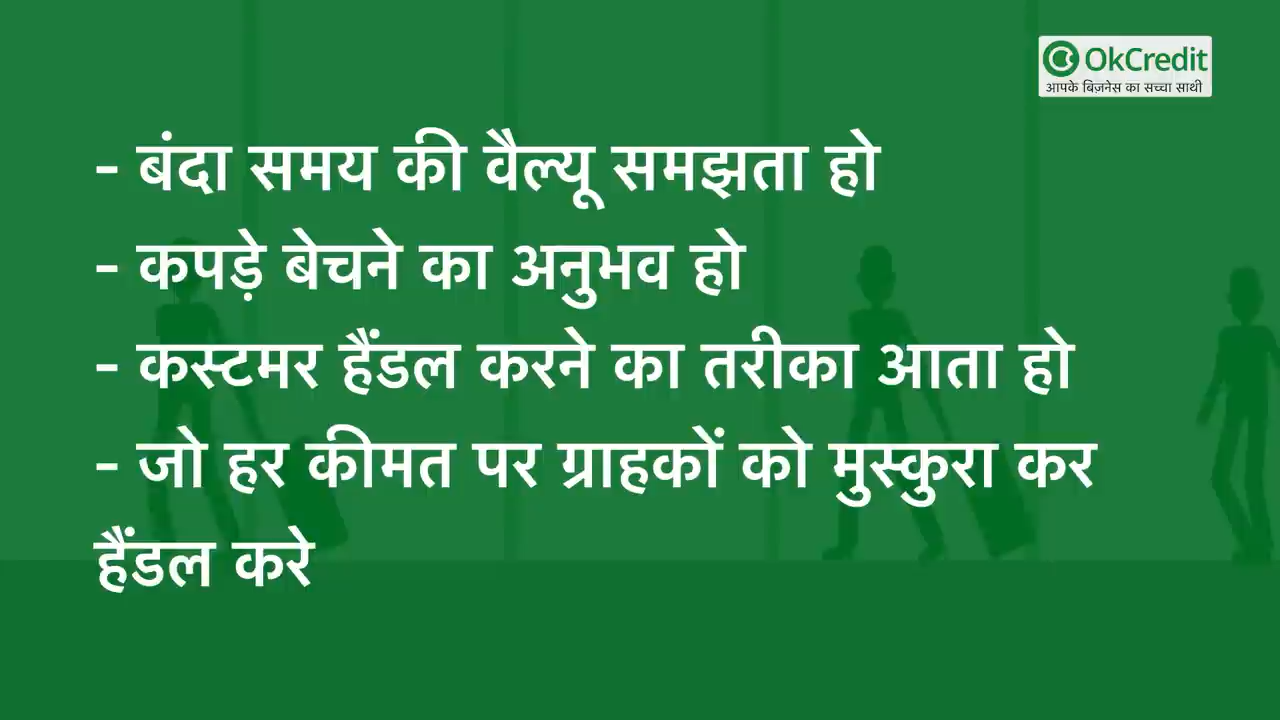 OkCredit
आपके बिज़नेस का सच्चा साथी
- बंदा समय की वैल्यू समझता हो
- कपड़े बेचने का अनुभव हो
- कस्टमर हैंडल करने का तरीका आता हो
- जो हर कीमत पर ग्राहकों को मुस्कुरा कर
हैंडल करे